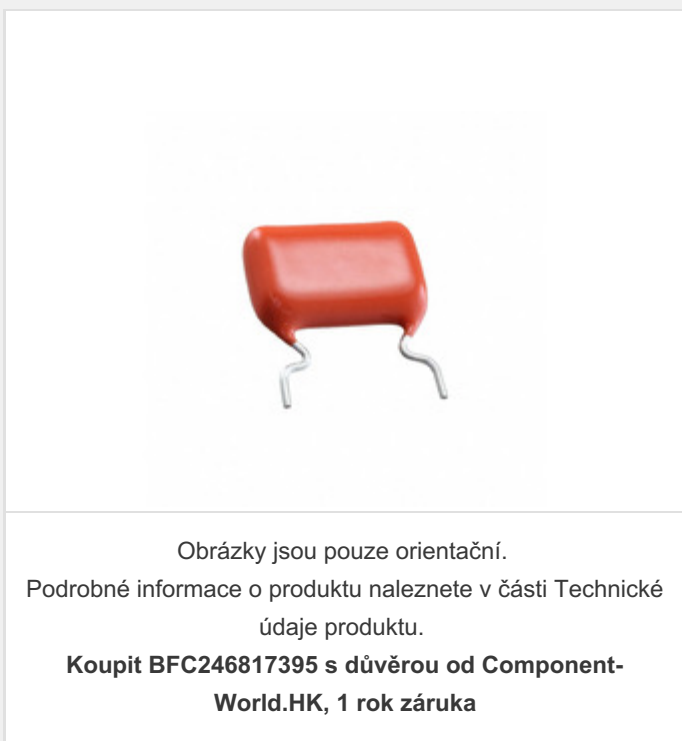 Obrázky jsou pouze orientační.
Podrobné informace o produktu naleznete v části Technické
údaje produktu.
Koupit BFC246817395 s důvěrou od Component-
World.HK, 1 rok záruka